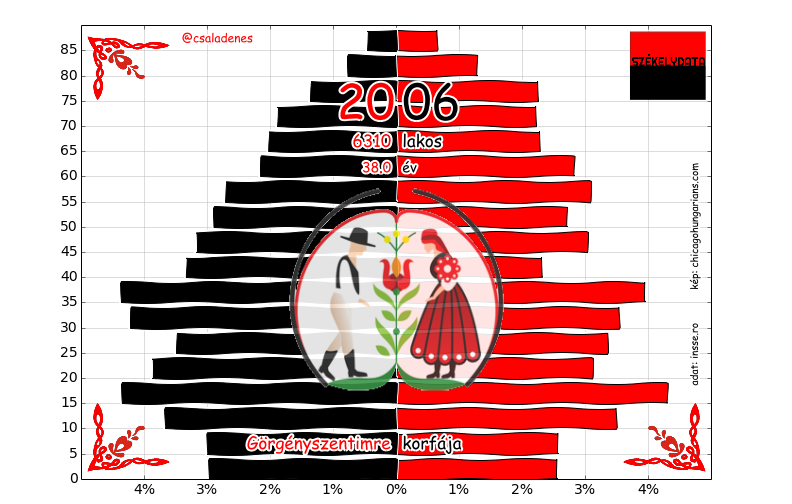 @csaladenes
SZÉKELYDATA
2006
6310 lakos
38.0 év
kép: chicagohungarians.com
adat: insse.ro
Görgényszentimre korfája
85
80
75
70
65
60
55
50
45
40
35
30
25
20
15
10
5
0
4% 3% 2% 1% 0% 1% 2% 3% 4%